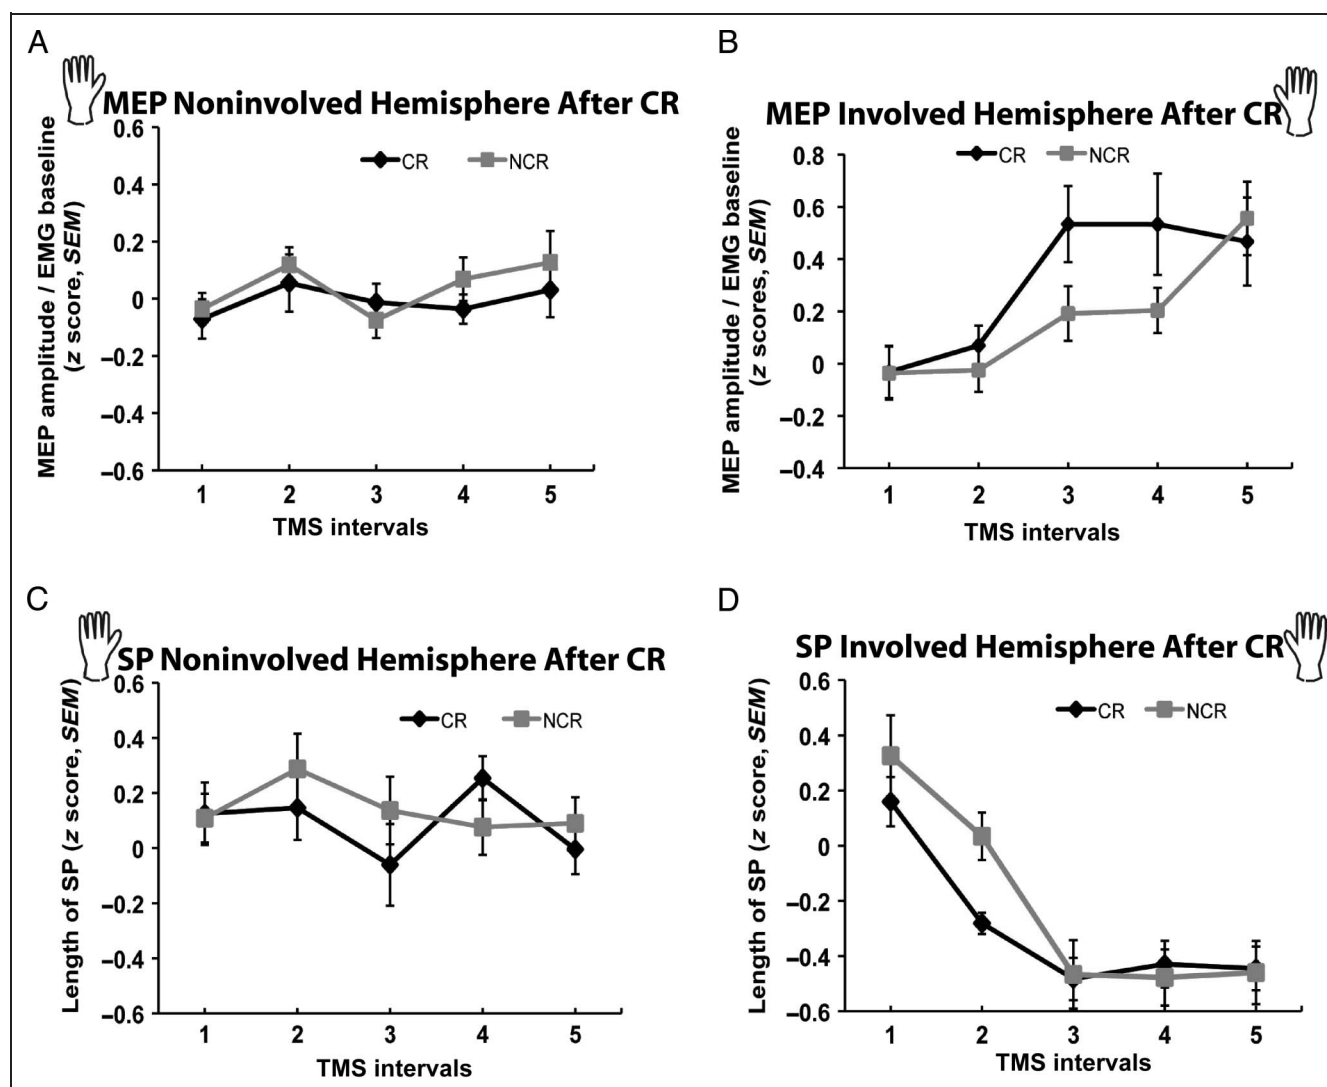 A
MEP Noninvolved Hemisphere After CR
MEP amplitude / EMG baseline
(z score, SEM)
CR
NCR
0.6
0.4
0.2
0
–0.2
–0.4
–0.6
1 2 3 4 5
TMS intervals
B
MEP Involved Hemisphere After CR
MEP amplitude / EMG baseline
(z scores, SEM)
CR
NCR
0.8
0.6
0.4
0.2
0
–0.2
–0.4
1 2 3 4 5
TMS intervals
C
SP Noninvolved Hemisphere After CR
Length of SP (z score, SEM)
CR
NCR
0.6
0.4
0.2
0
–0.2
–0.4
–0.6
1 2 3 4 5
TMS intervals
D
SP Involved Hemisphere After CR
Length of SP (z score, SEM)
CR
NCR
0.6
0.4
0.2
0
–0.2
–0.4
–0.6
1 2 3 4 5
TMS intervals